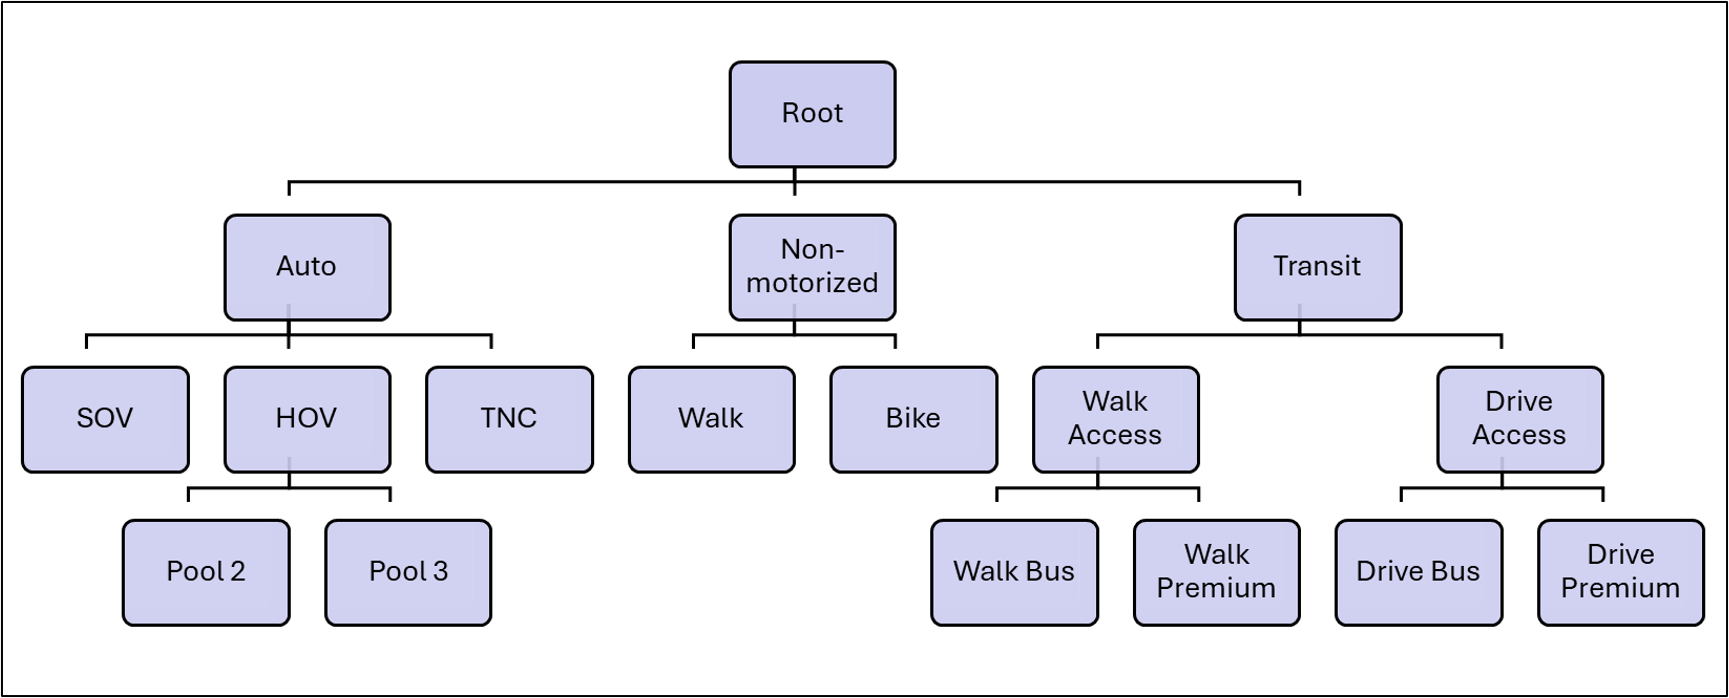 Root
Auto
Non-
motorized
Transit
SOV
HOV
TNC
Walk
Bike
Walk
Access
Drive
Access
Pool 2
Pool 3
Walk Bus
Walk
Premium
Drive Bus
Drive
Premium